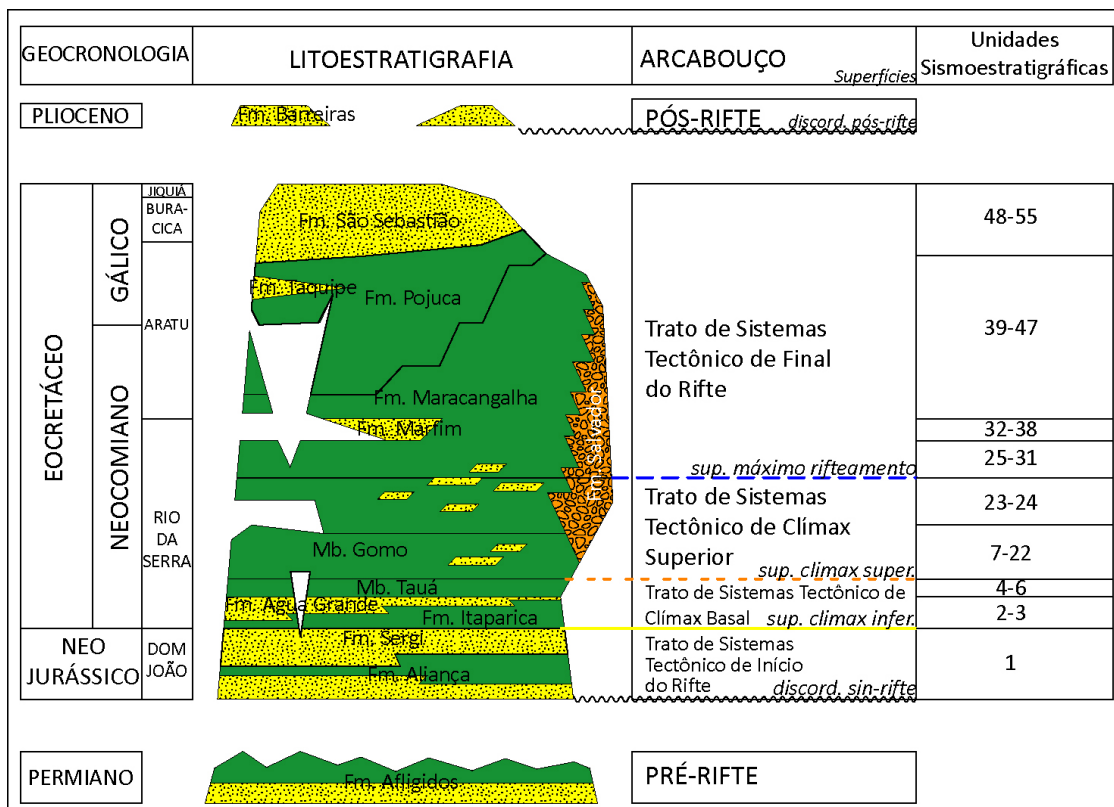 GEOCRONOLOGIA
LITOESTRATIGRAFIA
ARCABOUÇO
Superfícies
Unidades
Sismoestratigráficas
PLIOCENO
Fm. Barreiras
PÓS-RIFTE
discord. pós-rifte
EOCRETÁCEO
GÁLICO
NEOCOMIANO
JIQUIÁ
BURA-
CICA
ARATU
RIO
DA
SERRA
NEO
JURÁSSICO
DOM
JOÃO
Fm. São Sebastião
Fm. Taquipe
Fm. Pojuca
Fm. Maracangalha
Fm. Marfim
Fm. Salvador
Mb. Gomo
Mb. Tauá
Fm. Água Grande
Fm. Itaparica
Fm. Sergi
Fm. Aliança
Trato de Sistemas
Tectônico de Final
do Rifte
sup. máximo rifteamento
Trato de Sistemas
Tectônico de Clímax
Superior
sup. climax super.
Trato de Sistemas Tectônico de
Clímax Basal
sup. climax infer.
Trato de Sistemas
Tectônico de Início
do Rifte
discord. sin-rifte
48-55
39-47
32-38
25-31
23-24
7-22
4-6
2-3
1
PERMIANO
Fm. Afligidos
PRÉ-RIFTE